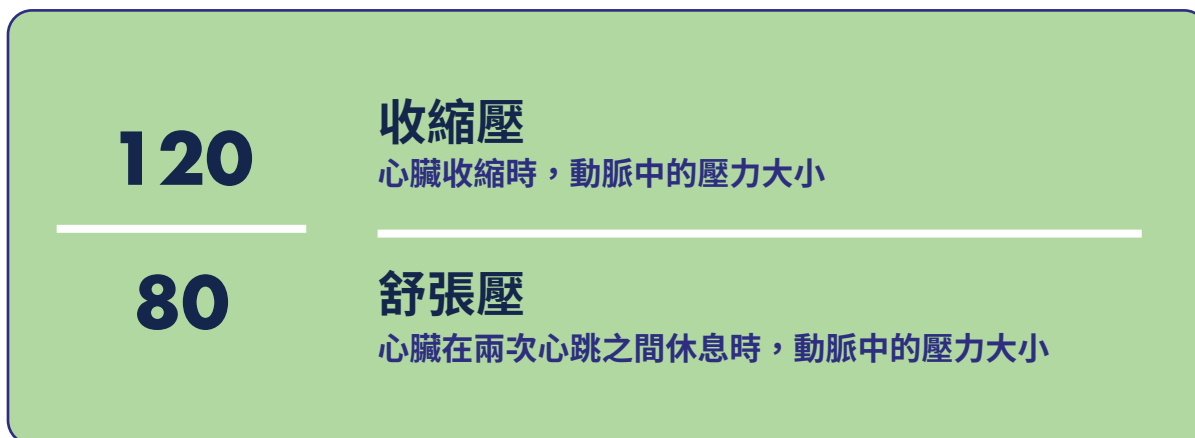 120
收縮壓
心臟收縮時，動脈中的壓力大小
80
舒張壓
心臟在兩次心跳之間休息時，動脈中的壓力大小